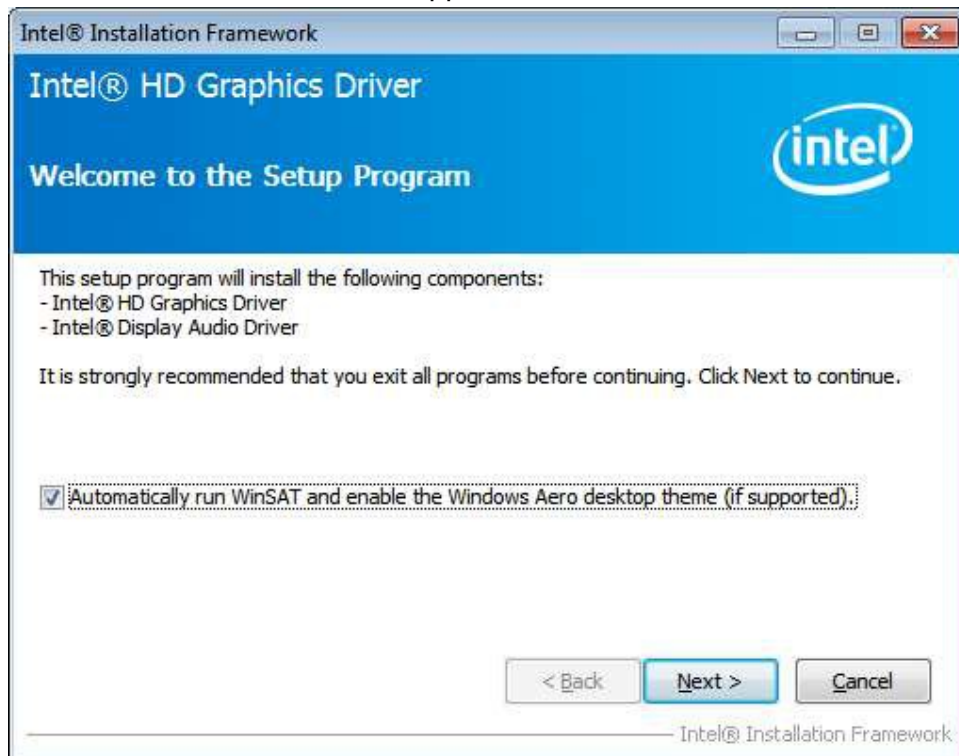 Intel® Installation Framework
Intel® HD Graphics Driver
intel
Welcome to the Setup Program
This setup program will install the following components:
- Intel® HD Graphics Driver
- Intel® Display Audio Driver
It is strongly recommended that you exit all programs before continuing. Click Next to continue.
Automatically run WinSAT and enable the Windows Aero desktop theme (if supported).
< Back
Next >
Cancel
Intel® Installation Framework